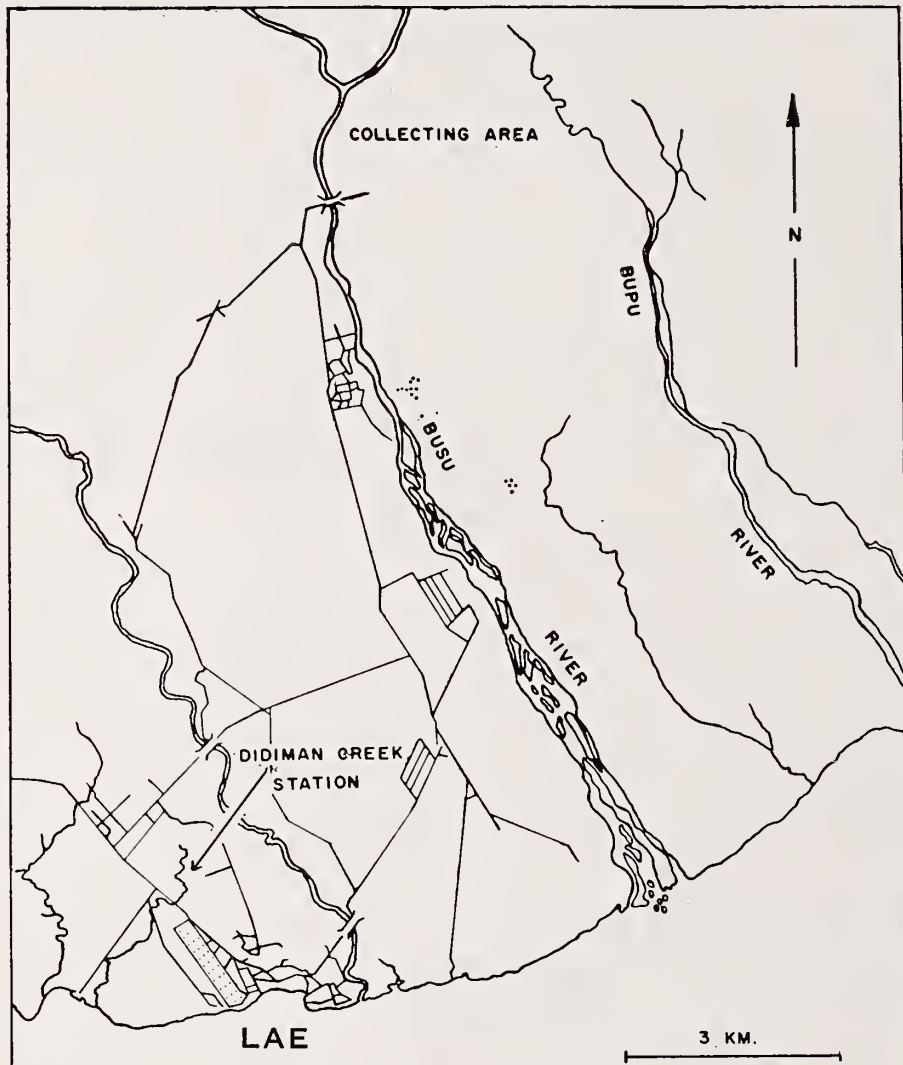 COLLECTING AREA
N
BUPU
RIVER
BUSU
RIVER
DIDIMAN CREEK
STATION
LAE
3 KM.